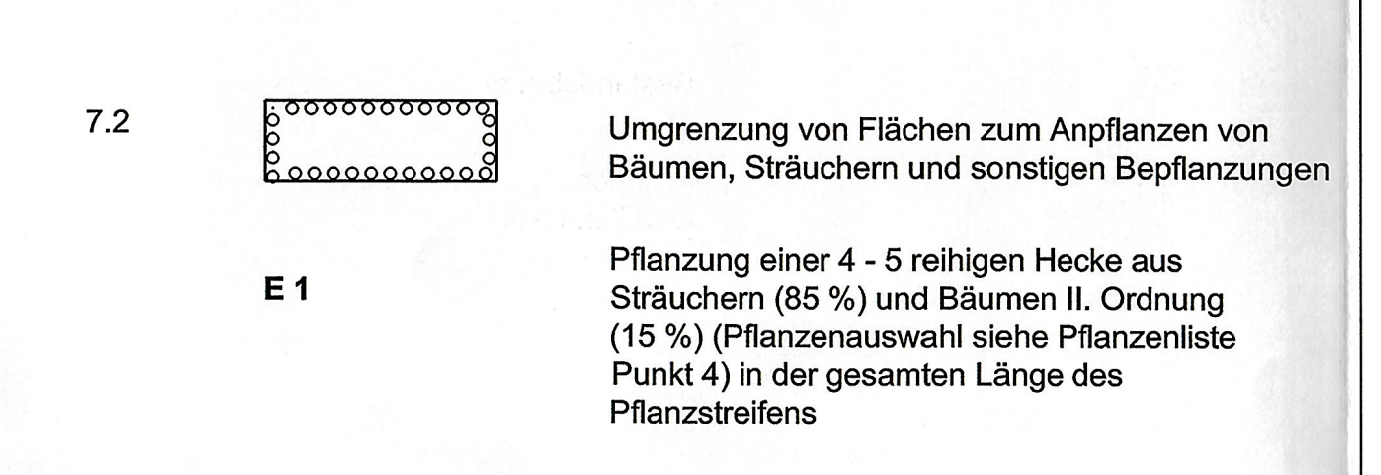 7.2
Umgrenzung von Flächen zum Anpflanzen von
Bäumen, Sträuchern und sonstigen Bepflanzungen
E 1
Pflanzung einer 4 - 5 reihigen Hecke aus
Sträuchern (85 %) und Bäumen II. Ordnung
(15 %) (Pflanzenauswahl siehe Pflanzenliste
Punkt 4) in der gesamten Länge des
Pflanzstreifens